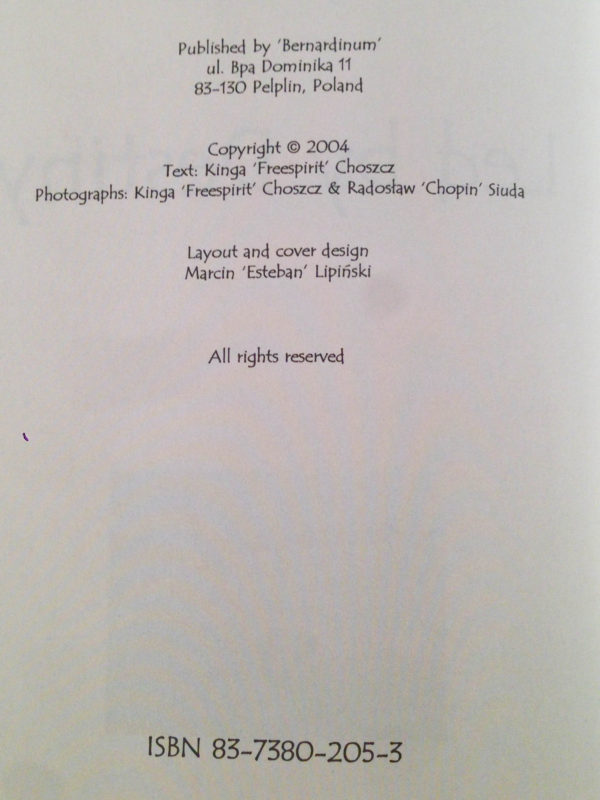 Published by 'Bernardinum'
ul. Bpa Dominika 11
83-130 Pelplin, Poland
Copyright © 2004
Text: Kinga 'Freespirit' Choszcz
Photographs: Kinga 'Freespirit' Choszcz & Radosław 'Chopin' Siuda
Layout and cover design
Marcin 'Esteban' Lipiński
All rights reserved
ISBN 83-7380-205-3